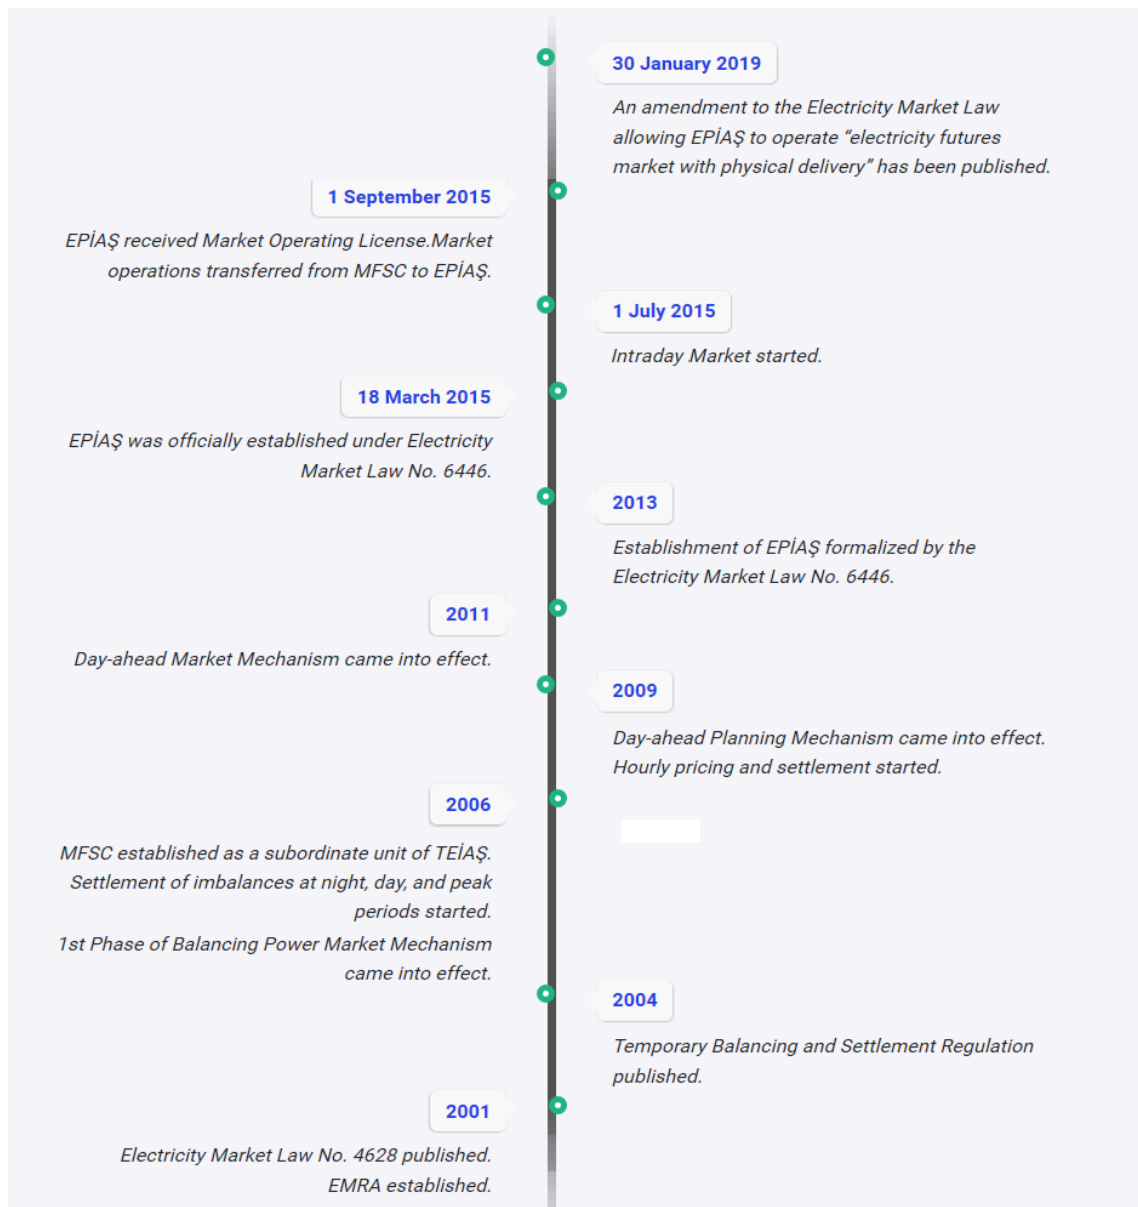 30 January 2019
An amendment to the Electricity Market Law
allowing EPİAŞ to operate “electricity futures
market with physical delivery” has been published.
1 September 2015
EPİAŞ received Market Operating License.Market
operations transferred from MFSC to EPİAŞ.
1 July 2015
Intraday Market started.
18 March 2015
EPİAŞ was officially established under Electricity
Market Law No. 6446.
2013
Establishment of EPİAŞ formalized by the
Electricity Market Law No. 6446.
2011
Day-ahead Market Mechanism came into effect.
2009
Day-ahead Planning Mechanism came into effect.
Hourly pricing and settlement started.
2006
MFSC established as a subordinate unit of TEİAŞ.
Settlement of imbalances at night, day, and peak
periods started.
1st Phase of Balancing Power Market Mechanism
came into effect.
2004
Temporary Balancing and Settlement Regulation
published.
2001
Electricity Market Law No. 4628 published.
EMRA established.